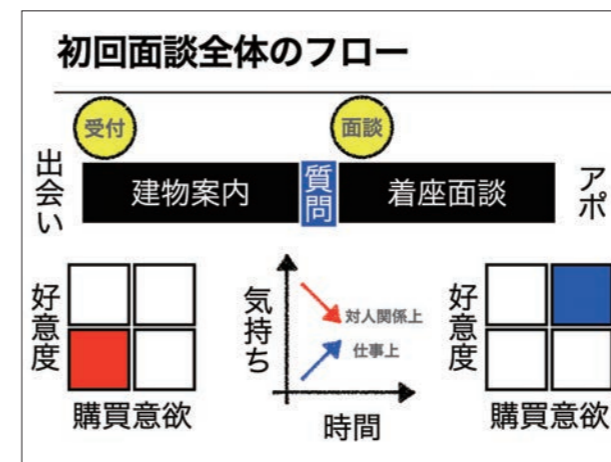 初回面談全体のフロー
受付
面談
出会い
建物案内
質問
着座面談
アポ
好意度
購買意欲
気持ち
対人関係上
仕事上
時間
好意度
購買意欲